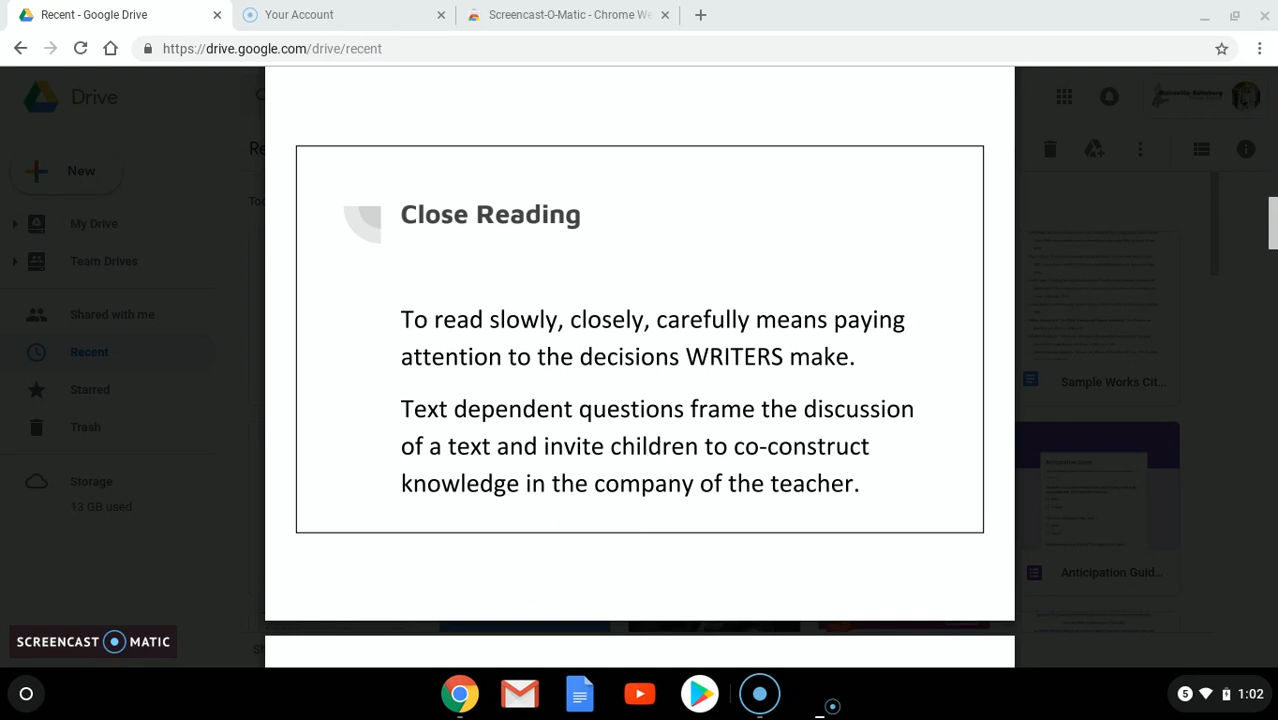 Recent - Google Drive
Your Account
Screencast-O-Matic - Chrome We
https://drive.google.com/drive/recent
Drive
New
My Drive
Team Drives
Shared with me
Recent
Starred
Trash
Storage
13 GB used
Close Reading
To read slowly, closely, carefully means paying
attention to the decisions WRITERS make.
Text dependent questions frame the discussion
of a text and invite children to co-construct
knowledge in the company of the teacher.
Sample Works Cit...
Anticipation Guid...
SCREENCAST MATIC
5
1:02